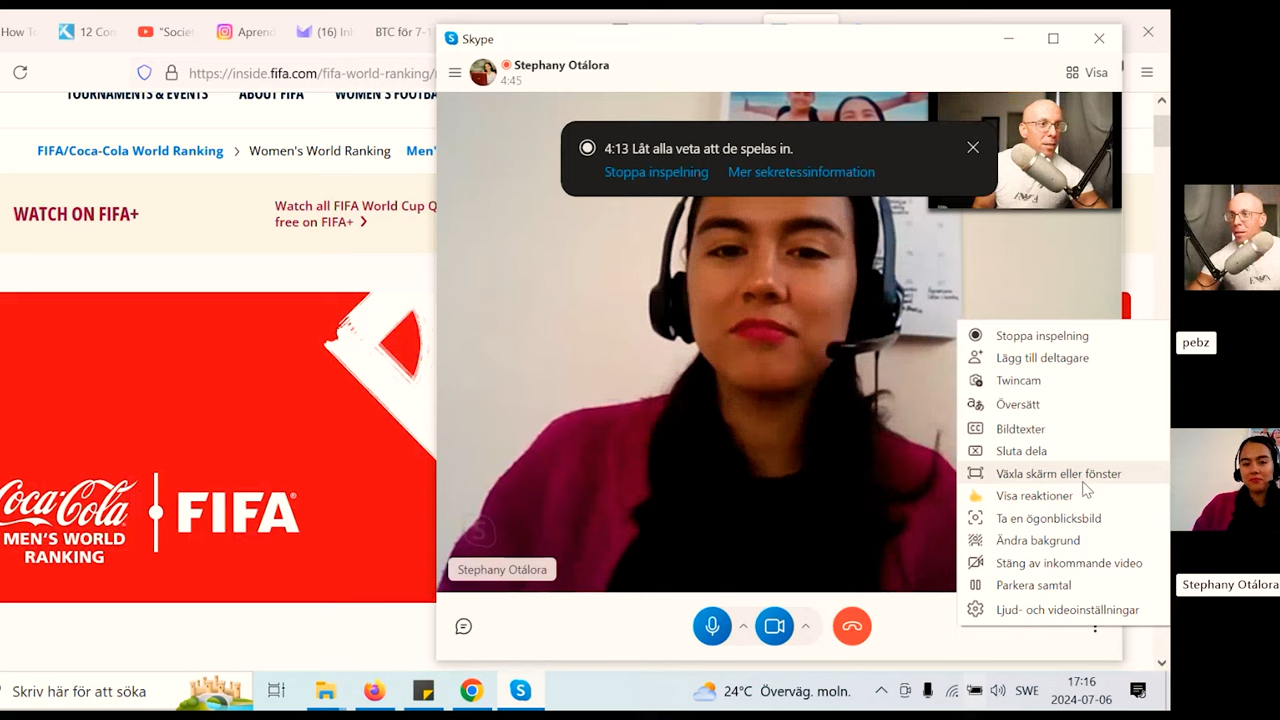 How To
12 Con
"Societ
Aprend
(16) Inb
BTC för 7-1
https://inside.fifa.com/fifa-world-ranking/
TOURNAMENTS & EVENTS
ABOUT FIFA
WOMEN'S FOOTBA
FIFA/Coca-Cola World Ranking
Women's World Ranking
Men'
WATCH ON FIFA+
Watch all FIFA World Cup Q
free on FIFA+
Coca-Cola
MEN'S WORLD
RANKING
FIFA®
Skype
Stephany Otálora
4:45
Visa
4:13 Låt alla veta att de spelas in.
Stoppa inspelning
Mer sekretessinformation
Stephany Otálora
Stoppa inspelning
Lägg till deltagare
Twincam
Översätt
Bildtexter
Sluta dela
Växla skärm eller fönster
Visa reaktioner
Ta en ögonblicksbild
Ändra bakgrund
Stäng av inkommande video
Parkera samtal
Ljud- och videoinställningar
pebz
Stephany Otálora
Skriv här för att söka
24°C Överväg. moln.
SWE
17:16
2024-07-06